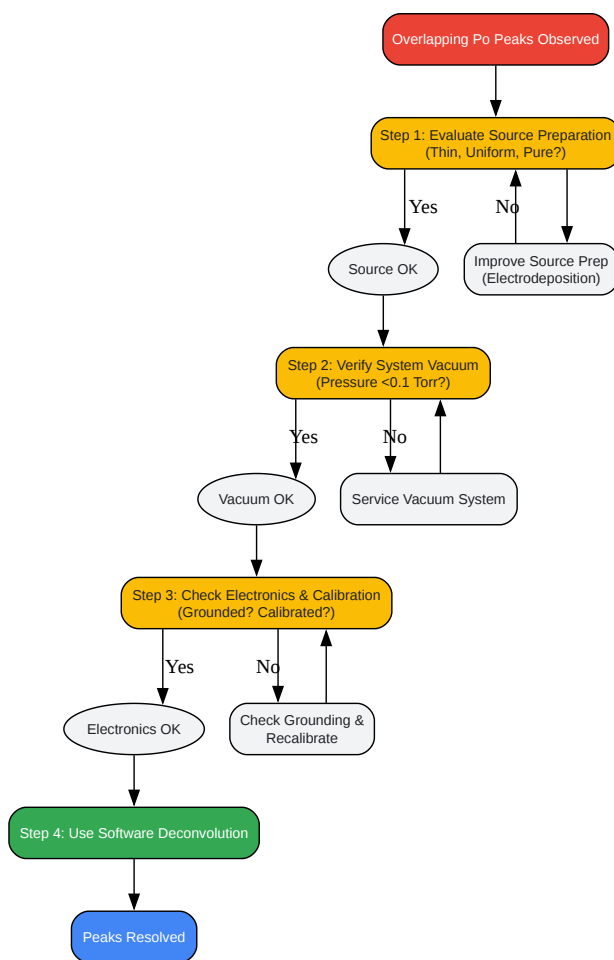 Overlapping Po Peaks Observed
Step 1: Evaluate Source Preparation
(Thin, Uniform, Pure?)
Yes
No
Source OK
Improve Source Prep
(Electrodeposition)
Step 2: Verify System Vacuum
(Pressure <0.1 Torr?)
Yes
No
Vacuum OK
Service Vacuum System
Step 3: Check Electronics & Calibration
(Grounded? Calibrated?)
Yes
No
Electronics OK
Check Grounding &
Recalibrate
Step 4: Use Software Deconvolution
Peaks Resolved